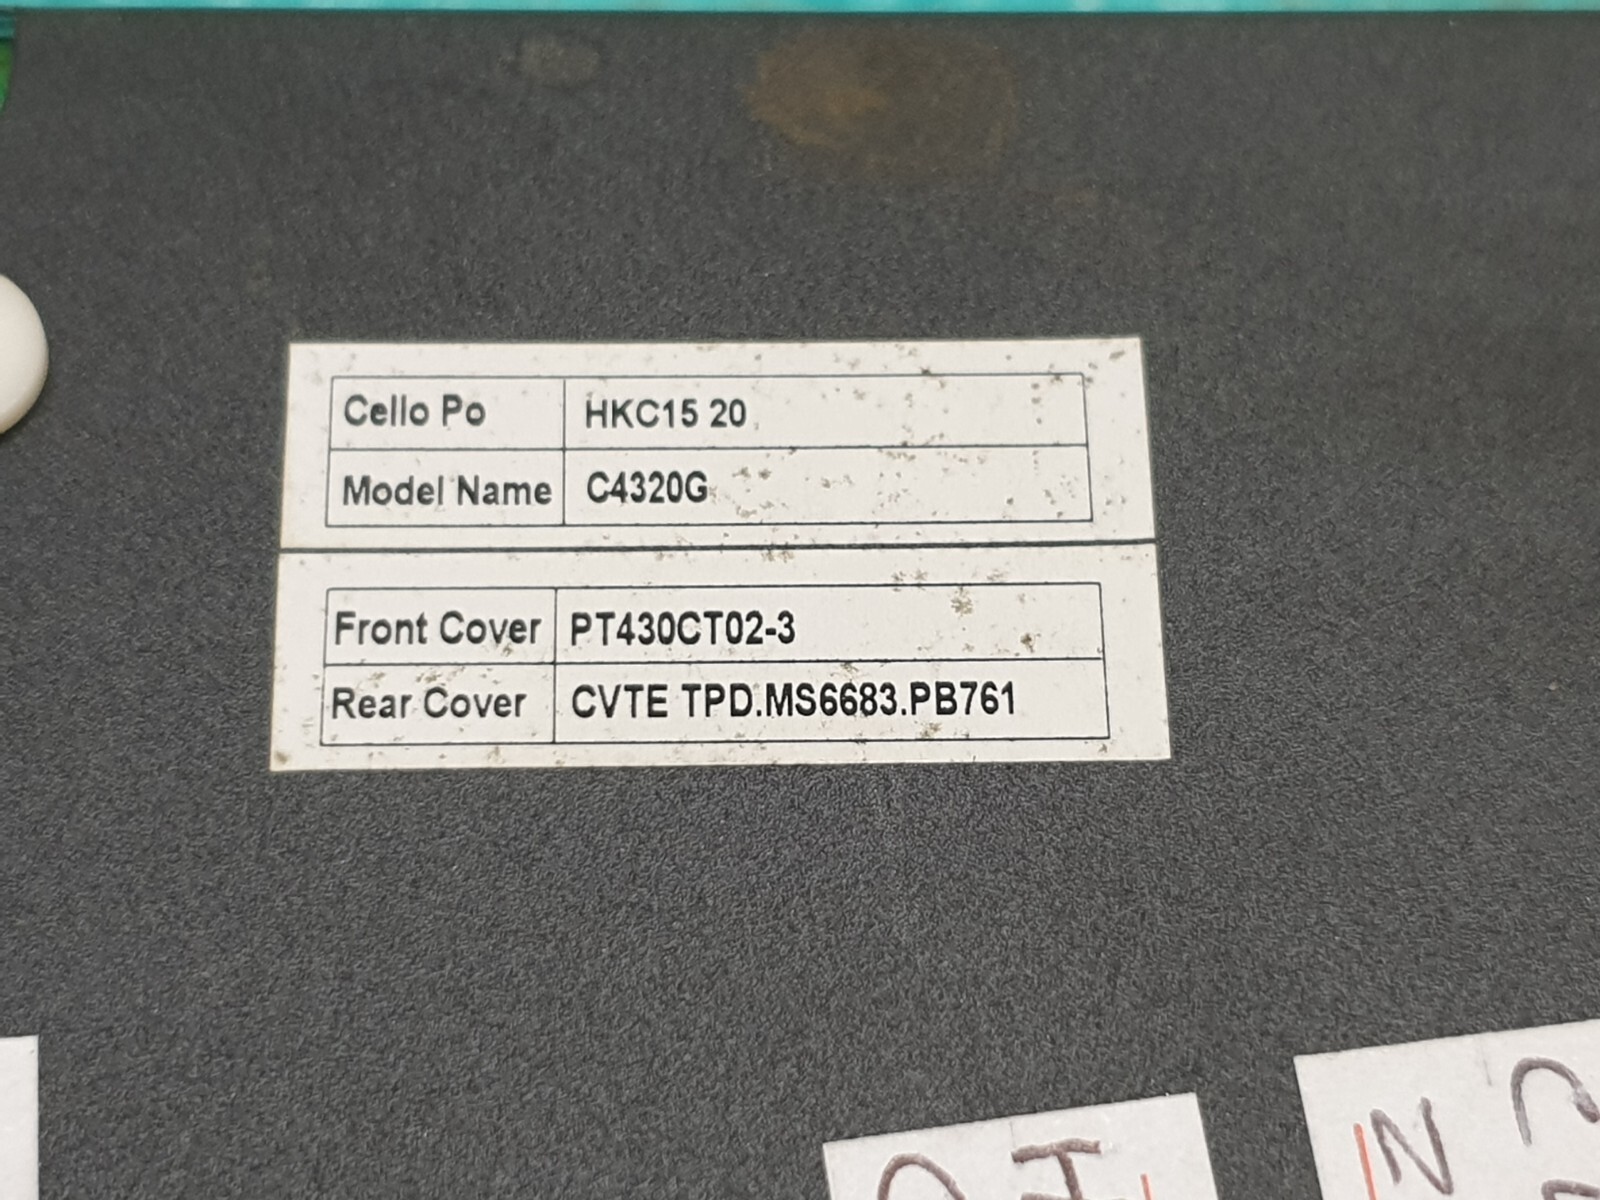 Cello Po HKC15 20
Model Name C4320G
Front Cover PT430CT02-3
Rear Cover CVTE TPD.MS6683.PB761